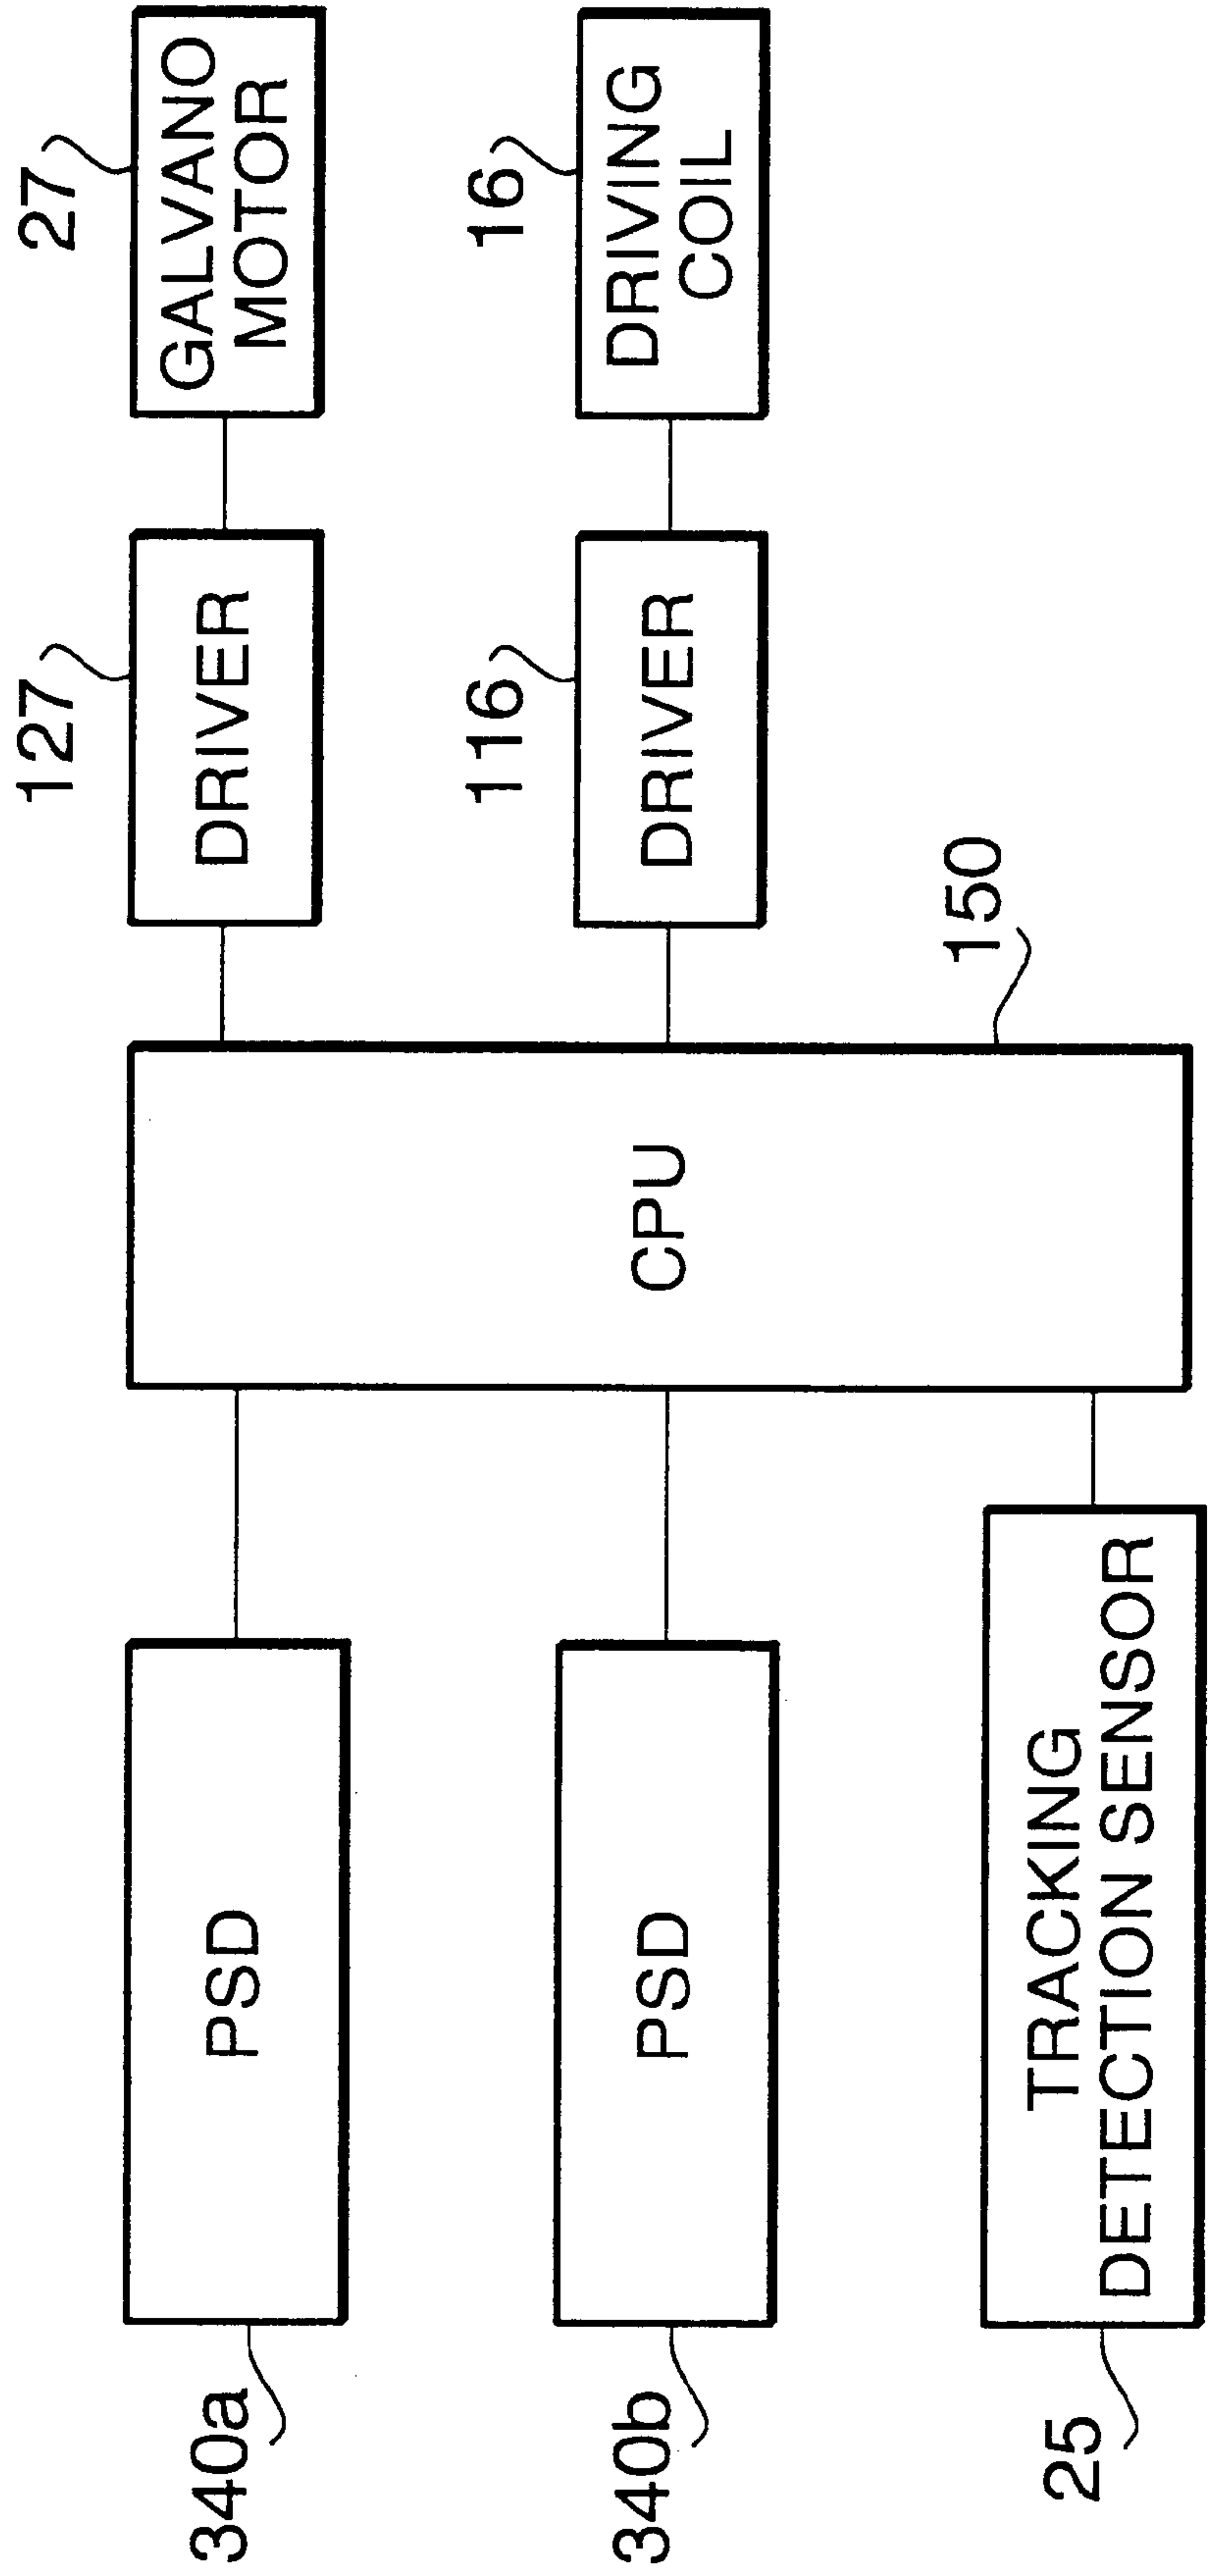 340a
PSD
340b
PSD
25
TRACKING
DETECTION SENSOR
CPU
150
127
DRIVER
116
DRIVER
27
GALVANO
MOTOR
16
DRIVING
COIL